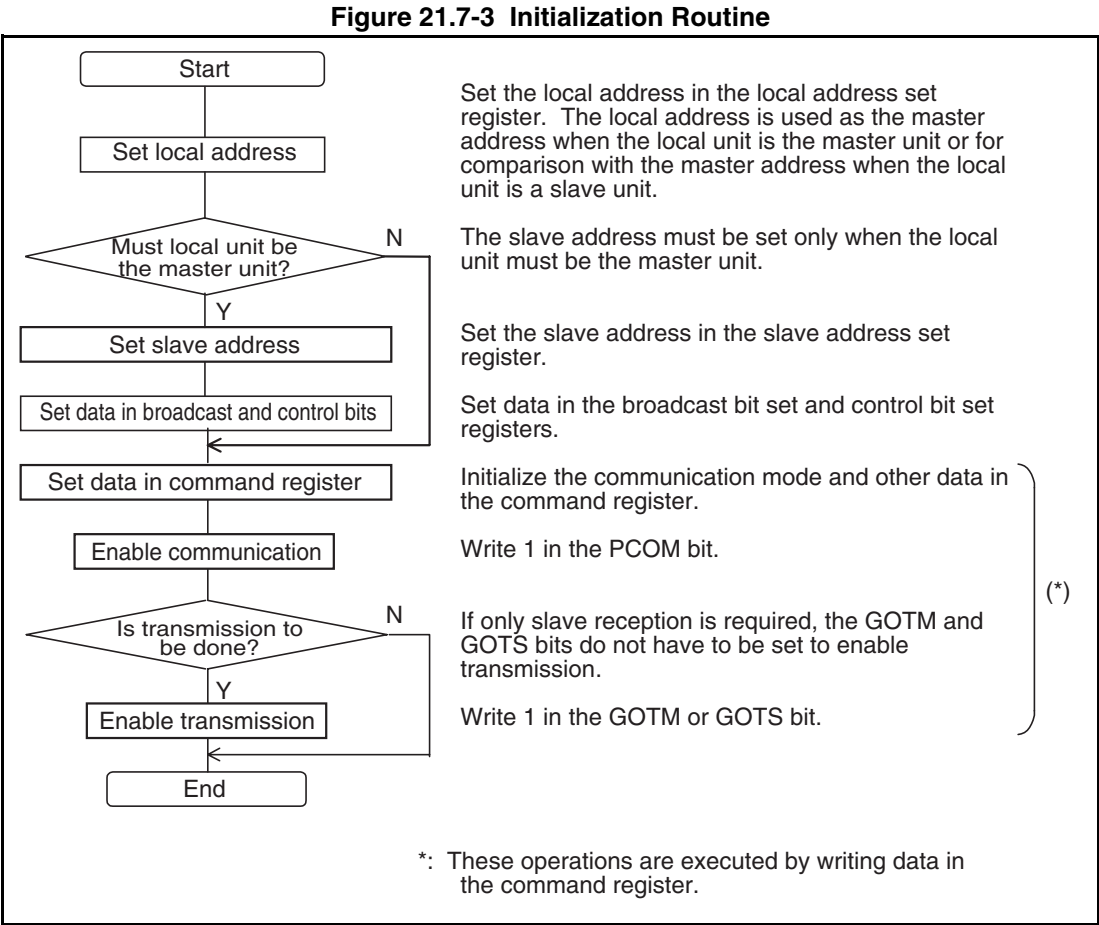 Figure 21.7-3 Initialization Routine
Start
Set the local address in the local address set
register. The local address is used as the master
address when the local unit is the master unit or for
comparison with the master address when the local
unit is a slave unit.
Set local address
Must local unit be
the master unit?
N
Y
The slave address must be set only when the local
unit must be the master unit.
Set slave address
Set the slave address in the slave address set
register.
Set data in broadcast and control bits
Set data in the broadcast bit set and control bit set
registers.
Set data in command register
Initialize the communication mode and other data in
the command register.
Enable communication
Write 1 in the PCOM bit.
(*)
Is transmission to
be done?
N
Y
If only slave reception is required, the GOTM and
GOTS bits do not have to be set to enable
transmission.
Enable transmission
Write 1 in the GOTM or GOTS bit.
End
*: These operations are executed by writing data in
the command register.